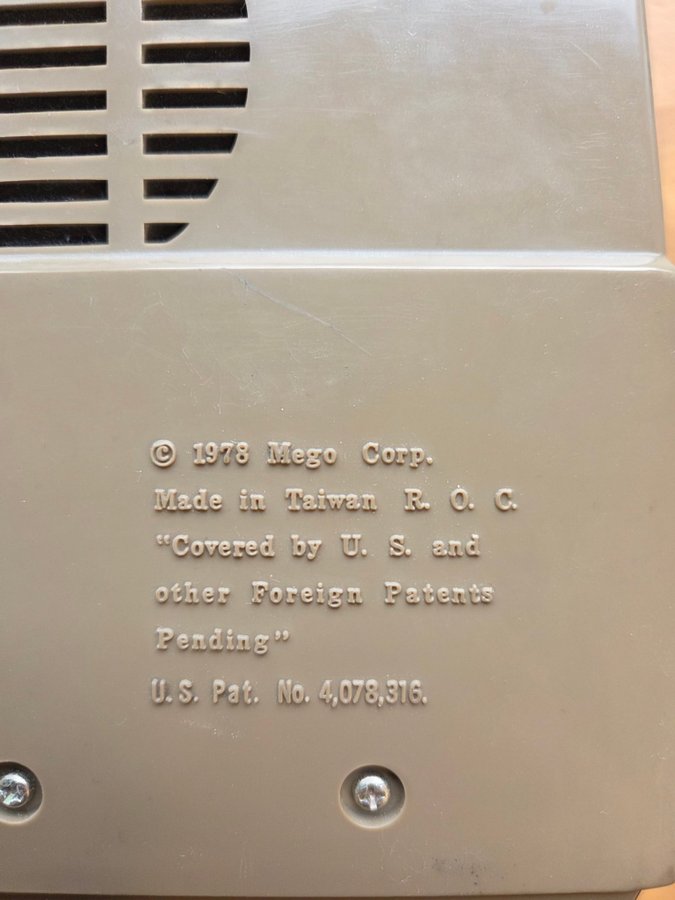 © 1978 Mego Corp.
Made in Taiwan R. O. C.
“Covered by U. S. and
other Foreign Patents
Pending”
U.S. Pat. No. 4,078,316.